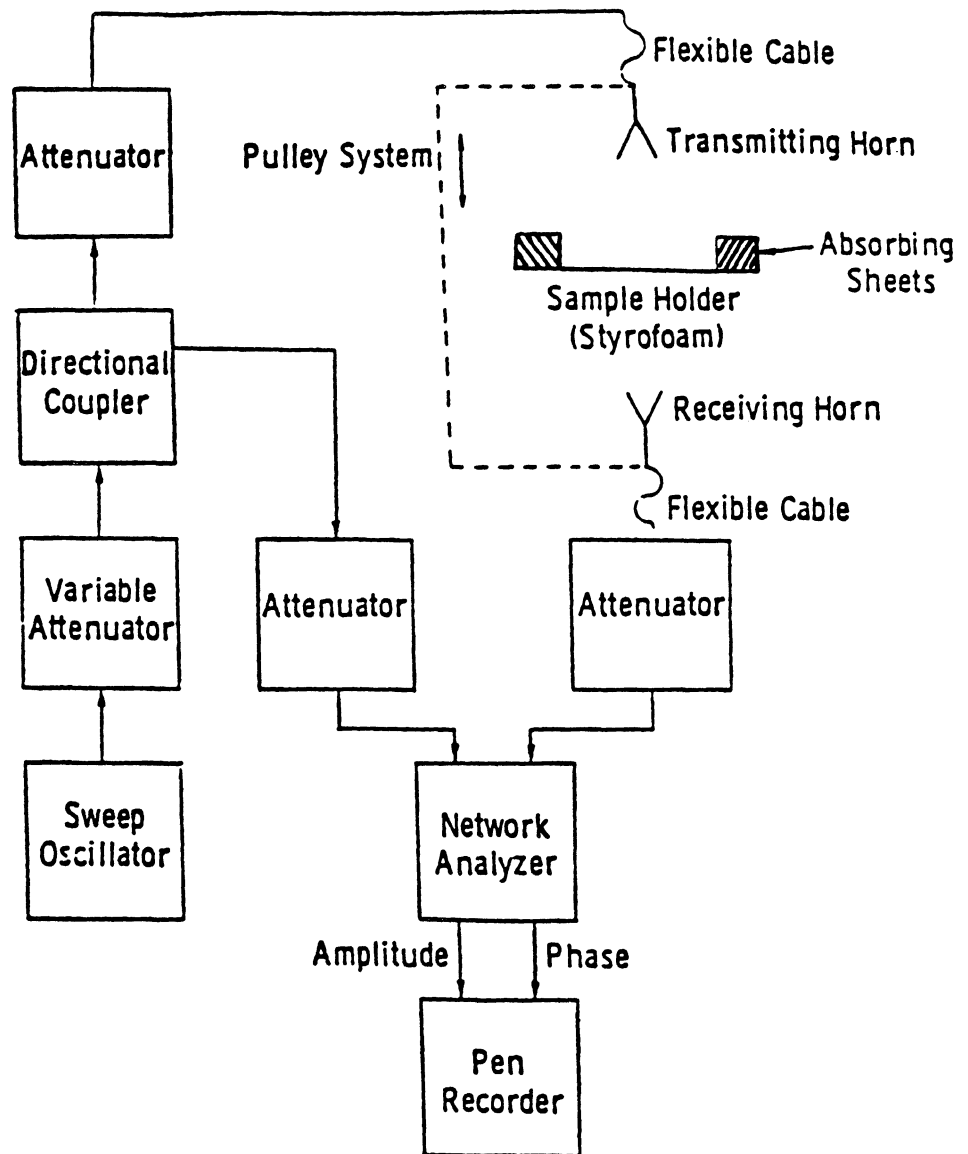 Flexible Cable
Attenuator
Pulley System
Transmitting Horn
Absorbing
Sheets
Sample Holder
(Styrofoam)
Directional
Coupler
Receiving Horn
Flexible Cable
Variable
Attenuator
Attenuator
Attenuator
Sweep
Oscillator
Network
Analyzer
Amplitude
Phase
Pen
Recorder